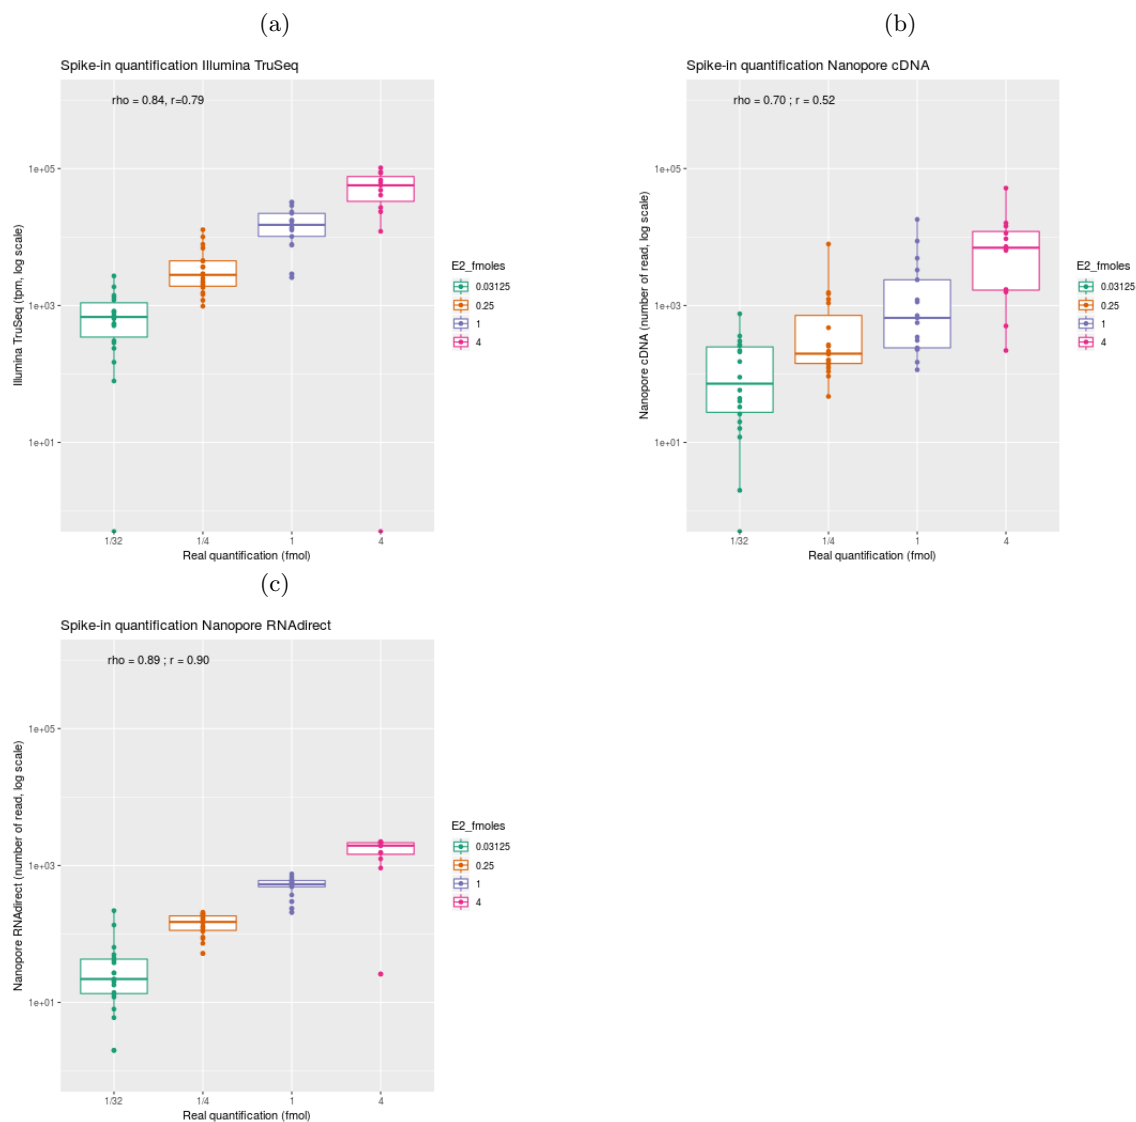 (a)
Spike-in quantification Illumina TruSeq
rho = 0.84, r=0.79
Illumina TruSeq (tpm, log scale)
1e+05
1e+03
1e+01
1/32 1/4 1 4
Real quantification (fmol)
E2_fmoles
0.03125
0.25
1
4
(b)
Spike-in quantification Nanopore cDNA
rho = 0.70 ; r = 0.52
Nanopore cDNA (number of read, log scale)
1e+05
1e+03
1e+01
1/32 1/4 1 4
Real quantification (fmol)
E2_fmoles
0.03125
0.25
1
4
(c)
Spike-in quantification Nanopore RNAdirect
rho = 0.89 ; r = 0.90
Nanopore RNAdirect (number of read, log scale)
1e+05
1e+03
1e+01
1/32 1/4 1 4
Real quantification (fmol)
E2_fmoles
0.03125
0.25
1
4